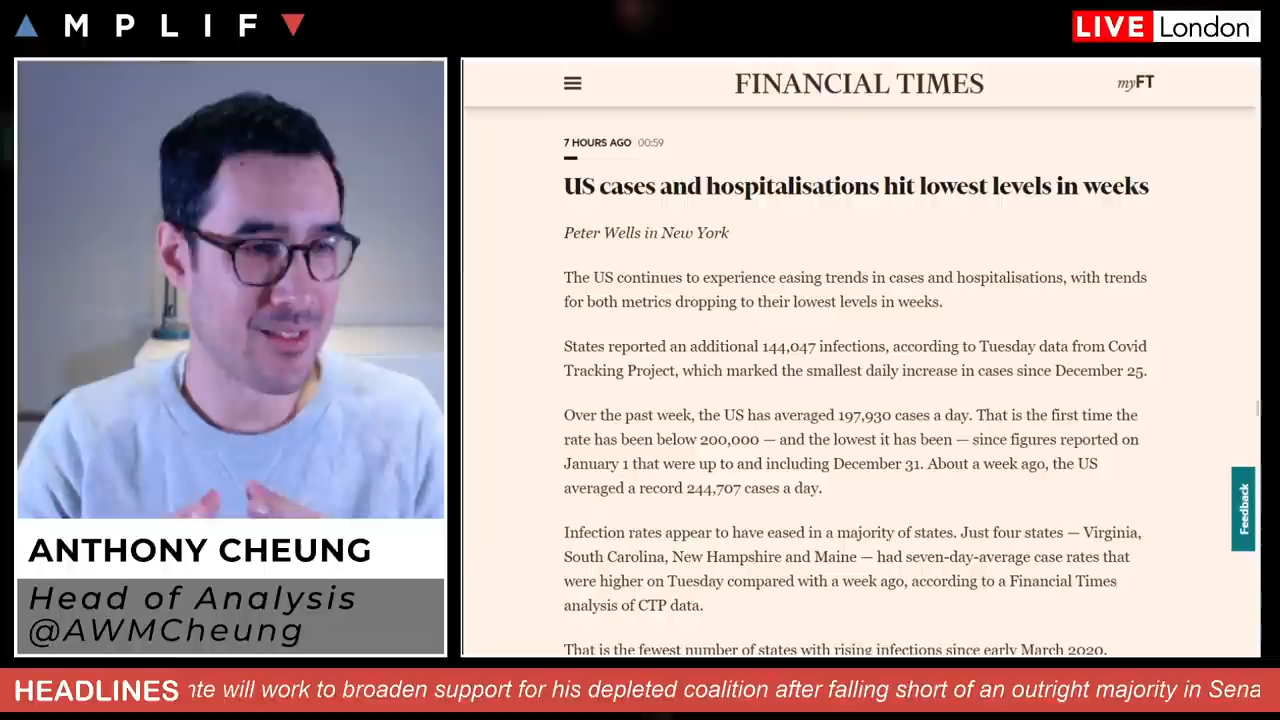 AMPLIFY
LIVE London
FINANCIAL TIMES
myFT
7 HOURS AGO 00:59
US cases and hospitalisations hit lowest levels in weeks
Peter Wells in New York
The US continues to experience easing trends in cases and hospitalisations, with trends
for both metrics dropping to their lowest levels in weeks.
States reported an additional 144,047 infections, according to Tuesday data from Covid
Tracking Project, which marked the smallest daily increase in cases since December 25.
Over the past week, the US has averaged 197,930 cases a day. That is the first time the
rate has been below 200,000 — and the lowest it has been — since figures reported on
January 1 that were up to and including December 31. About a week ago, the US
averaged a record 244,707 cases a day.
Infection rates appear to have eased in a majority of states. Just four states — Virginia,
South Carolina, New Hampshire and Maine — had seven-day-average case rates that
were higher on Tuesday compared with a week ago, according to a Financial Times
analysis of CTP data.
That is the fewest number of states with rising infections since early March 2020.
Feedback
ANTHONY CHEUNG
Head of Analysis
@AWMCheung
HEADLINES nte will work to broaden support for his depleted coalition after falling short of an outright majority in Sena